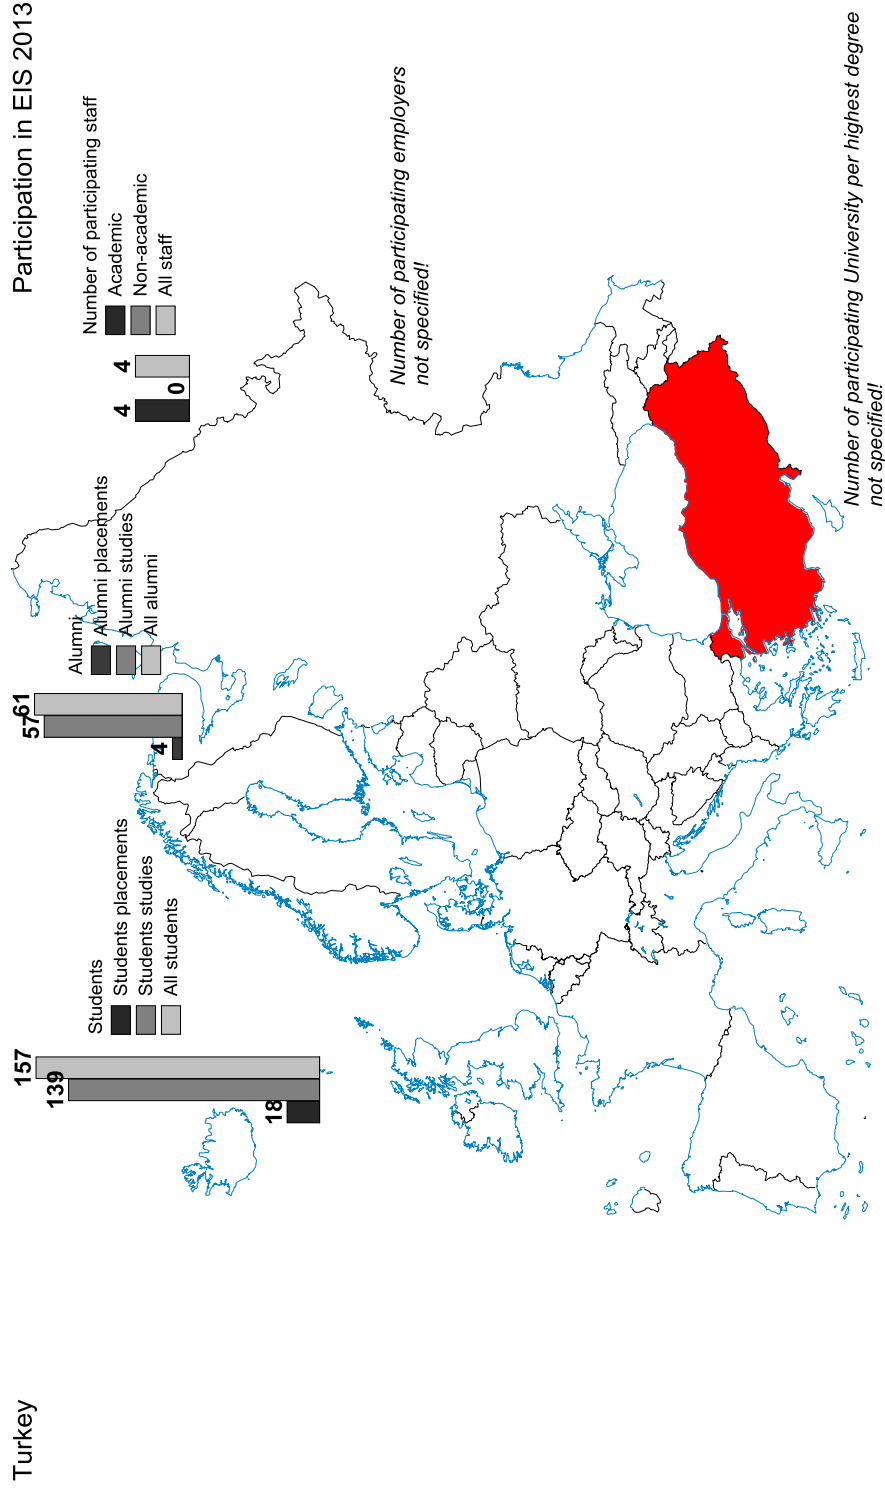 Turkey
Participation in EIS 2013
157
139
18
Students
Students placements
Students studies
All students
61
57
4
Alumni
Alumni placements
Alumni studies
All alumni
4
0
4
Number of participating staff
Academic
Non-academic
All staff
Number of participating employers
not specified!
Number of participating University per highest degree
not specified!